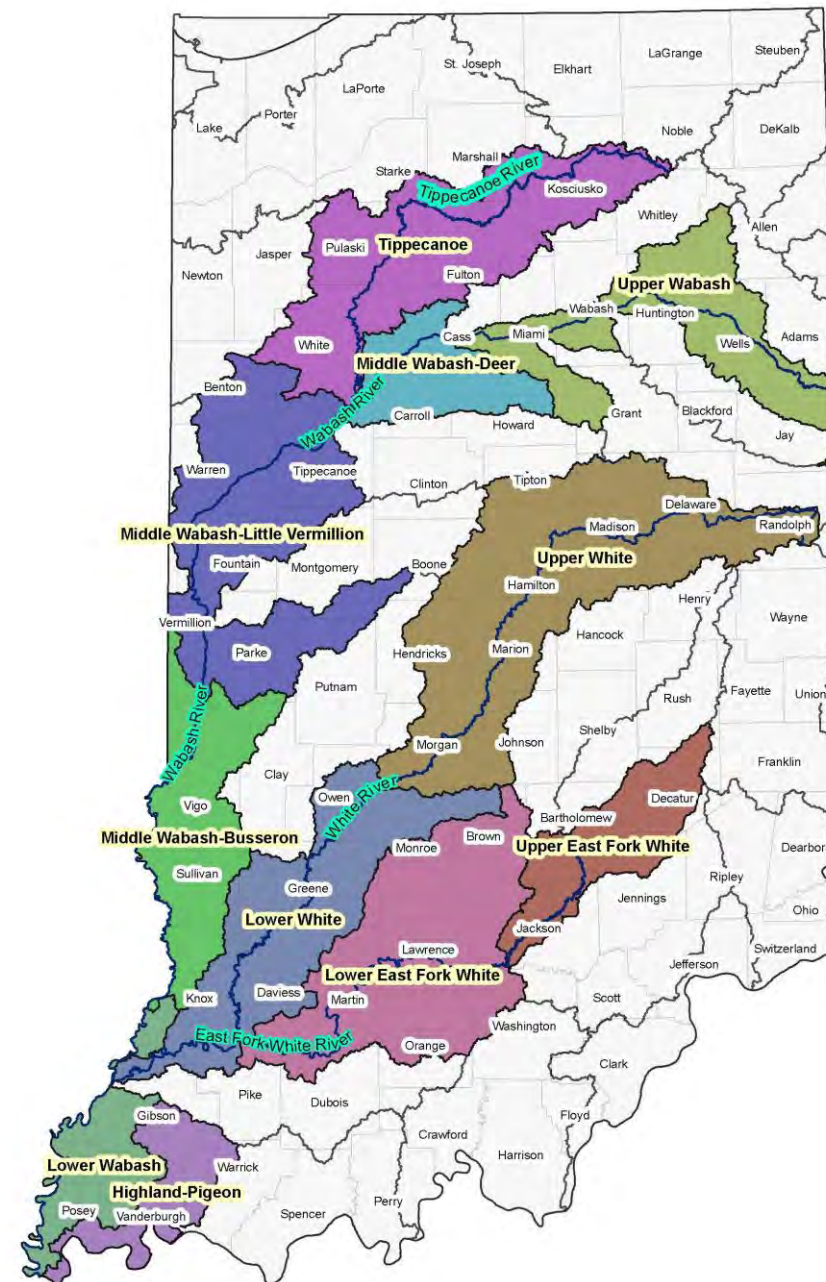 Steuben
LaGrange
Elkhart
St. Joseph
LaPorte
Porter
Lake
Noble
DeKalb
Marshall
Starke
Tippecanoe River
Kosciusko
Whitley
Allen
Pulaski
Tippecanoe
Jasper
Newton
Fulton
Upper Wabash
Wabash
Huntington
Miami
Cass
White
Wells
Adams
Middle Wabash-Deer
Benton
Wabash River
Carroll
Grant
Howard
Blackford
Jay
Warren
Tippecanoe
Clinton
Tipton
Delaware
Madison
Randolph
Middle Wabash-Little Vermillion
Upper White
Fountain
Montgomery
Boone
Hamilton
Henry
Wayne
Vermillion
Hancock
Marion
Parke
Hendricks
Putnam
Rush
Fayette
Union
Wabash River
Shelby
Morgan
Johnson
Clay
Franklin
Owen
White River
Vigo
Decatur
Bartholomew
Brown
Middle Wabash-Busseron
Upper East Fork White
Monroe
Dearborn
Sullivan
Ripley
Greene
Jennings
Ohio
Lower White
Jackson
Switzerland
Lawrence
Jefferson
Lower East Fork White
Knox
Daviess
Martin
Scott
Washington
East Fork White River
Orange
Clark
Pike
Dubois
Gibson
Floyd
Crawford
Harrison
Lower Wabash
Warrick
Highland-Pigeon
Perry
Posey
Vanderburgh
Spencer